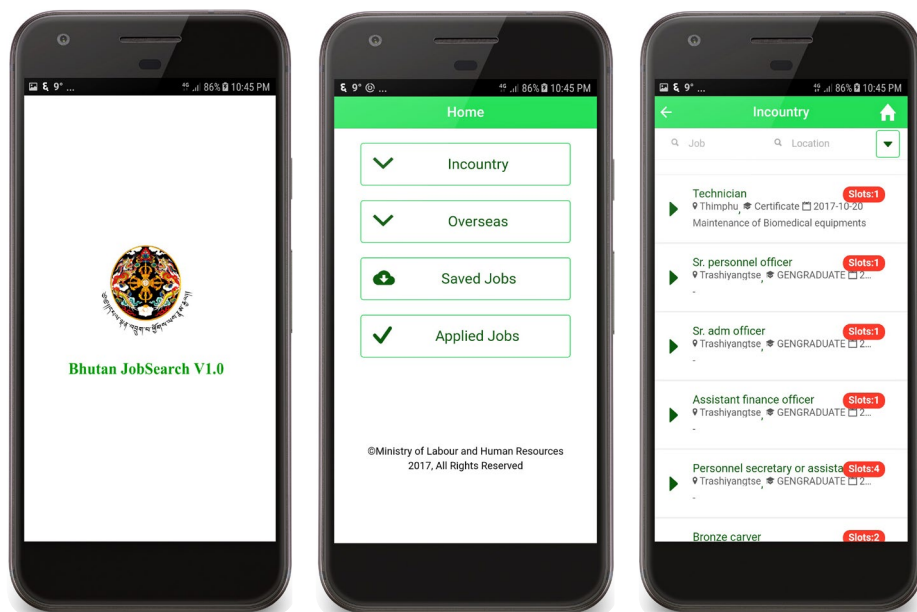 9° ...
4G 86% 10:45 PM
Bhutan JobSearch V1.0
9° ...
4G 86% 10:45 PM
Home
Incountry
Overseas
Saved Jobs
Applied Jobs
©Ministry of Labour and Human Resources
2017, All Rights Reserved
9° ...
4G 86% 10:45 PM
Incountry
Job Location
Technician Slots:1
Thimphu, Certificate 2017-10-20
Maintenance of Biomedical equipments
Sr. personnel officer Slots:1
Trashiyangtse, GENGRADUATE 2...
-
Sr. adm officer Slots:1
Trashiyangtse, GENGRADUATE 2...
-
Assistant finance officer Slots:1
Trashiyangtse, GENGRADUATE 2...
-
Personnel secretary or assista Slots:4
Trashiyangtse, GENGRADUATE 2...
-
Bronze carver Slots:2